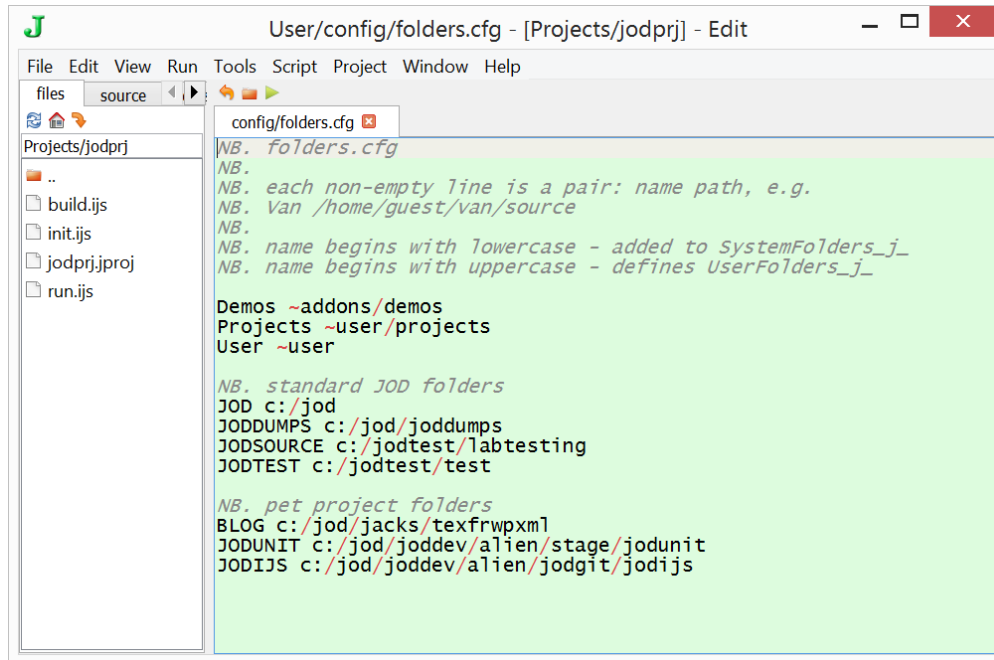 User/config/folders.cfg - [Projects/jodprj] - Edit
File Edit View Run Tools Script Project Window Help
files source
config/folders.cfg
Projects/jodprj
..
build.ijs
init.ijs
jodprj.jproj
run.ijs
NB. folders.cfg
NB.
NB. each non-empty line is a pair: name path, e.g.
NB. Van /home/guest/van/source
NB.
NB. name begins with lowercase - added to SystemFolders_j_
NB. name begins with uppercase - defines UserFolders_j_
Demos ~addons/demos
Projects ~user/projects
User ~user
NB. standard JOD folders
JOD c:/jod
JODDUMPS c:/jod/joddumps
JODSOURCE c:/jodtest/labtesting
JODTEST c:/jodtest/test
NB. pet project folders
BLOG c:/jod/jacks/texfrwpxml
JODUNIT c:/jod/joddev/alien/stage/jodunit
JODIJS c:/jod/joddev/alien/jodgit/jodijs